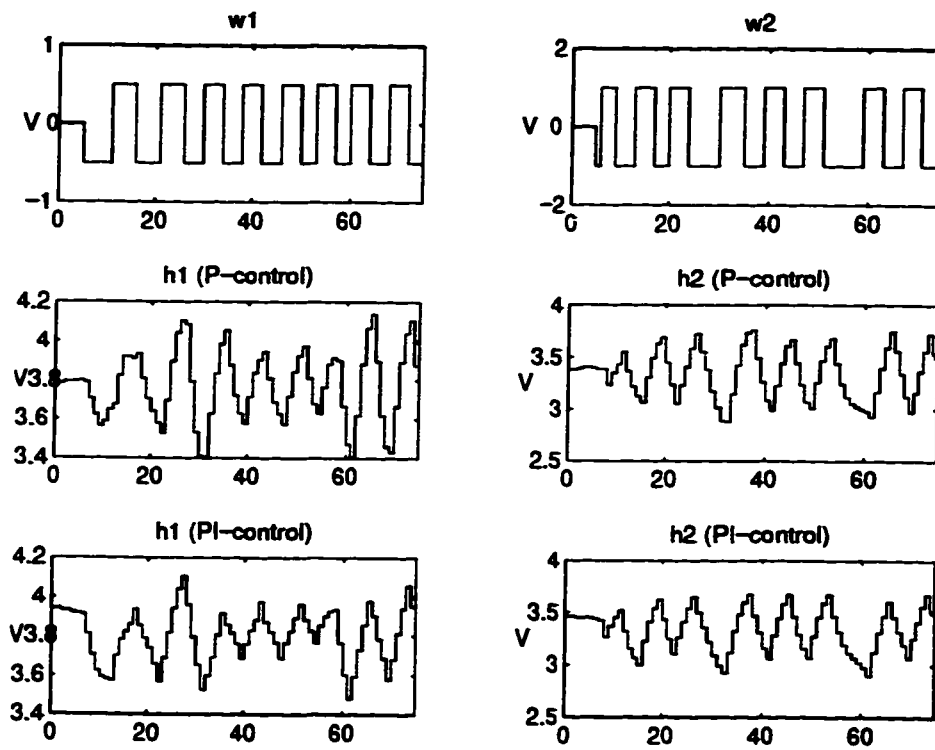 w1
1
V 0
-1
0 20 40 60
w2
2
V 0
-2
0 20 40 60
h1 (P-control)
4.2
4
V3.8
3.6
3.4
0 20 40 60
h2 (P-control)
4
3.5
V
3
2.5
0 20 40 60
h1 (PI-control)
4.2
4
V3.8
3.6
3.4
0 20 40 60
h2 (PI-control)
4
3.5
V
3
2.5
0 20 40 60